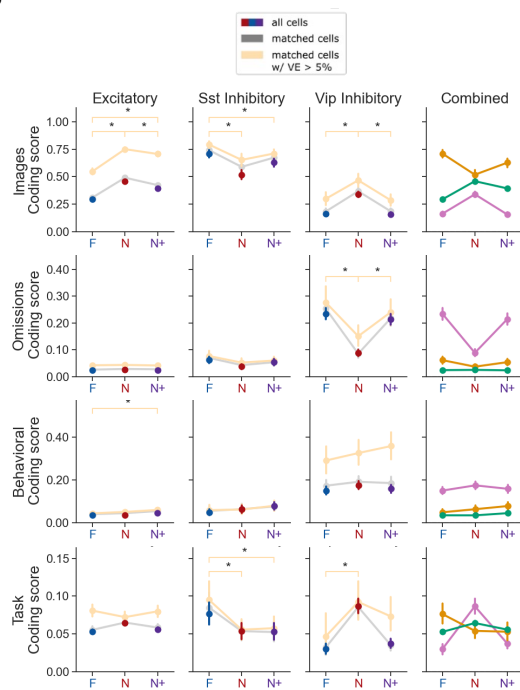 all cells
matched cells
matched cells
w/ VE > 5%
Excitatory Sst Inhibitory Vip Inhibitory Combined
Images
Coding score
1.00
0.75
0.50
0.25
0.00
* * * * * * *
F N N+ F N N+ F N N+ F N N+
Omissions
Coding score
0.40
0.30
0.20
0.10
0.00
* *
F N N+ F N N+ F N N+ F N N+
Behavioral
Coding score
0.40
0.20
0.00
F N N+ F N N+ F N N+ F N N+
Task
Coding score
0.15
0.10
0.05
0.00
* * *
F N N+ F N N+ F N N+ F N N+